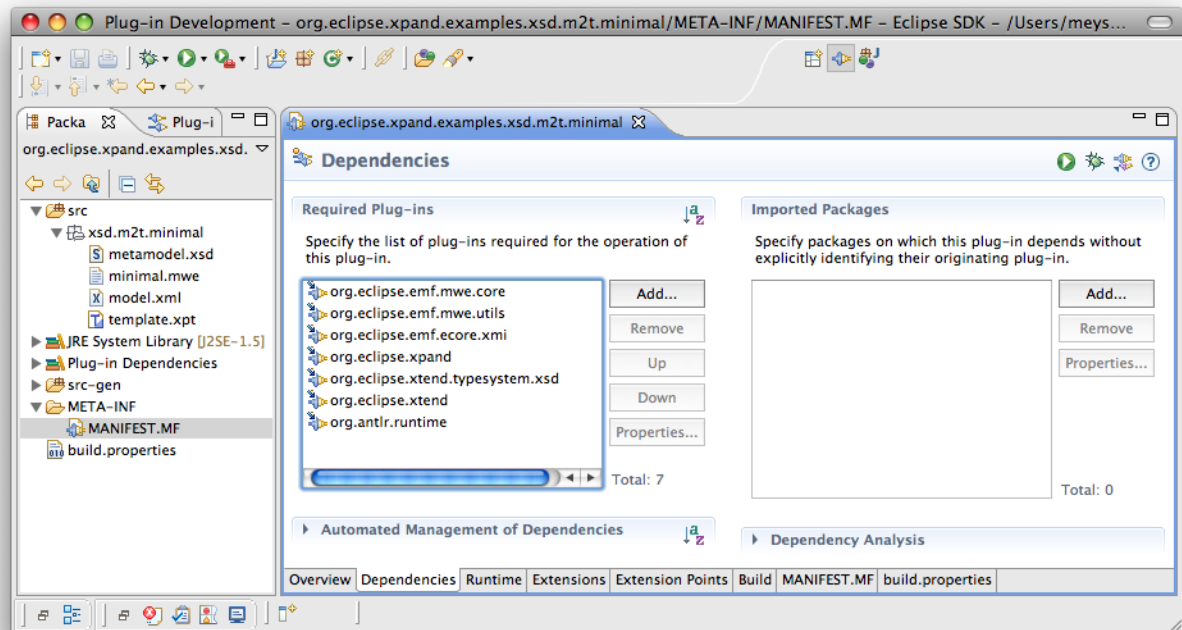 Plug-in Development – org.eclipse.xpand.examples.xsd.m2t.minimal/META-INF/MANIFEST.MF – Eclipse SDK – /Users/meys...
Packa
Plug-i
org.eclipse.xpand.examples.xsd.
src
xsd.m2t.minimal
metamodel.xsd
minimal.mwe
model.xml
template.xpt
JRE System Library [J2SE-1.5]
Plug-in Dependencies
src-gen
META-INF
MANIFEST.MF
build.properties
org.eclipse.xpand.examples.xsd.m2t.minimal
Dependencies
Required Plug-ins
Specify the list of plug-ins required for the operation of
this plug-in.
org.eclipse.emf.mwe.core
org.eclipse.emf.mwe.utils
org.eclipse.emf.ecore.xmi
org.eclipse.xpand
org.eclipse.xtend.typesystem.xsd
org.eclipse.xtend
org.antlr.runtime
Add...
Remove
Up
Down
Properties...
Total: 7
Automated Management of Dependencies
Imported Packages
Specify packages on which this plug-in depends without
explicitly identifying their originating plug-in.
Add...
Remove
Properties...
Total: 0
Dependency Analysis
Overview Dependencies Runtime Extensions Extension Points Build MANIFEST.MF build.properties